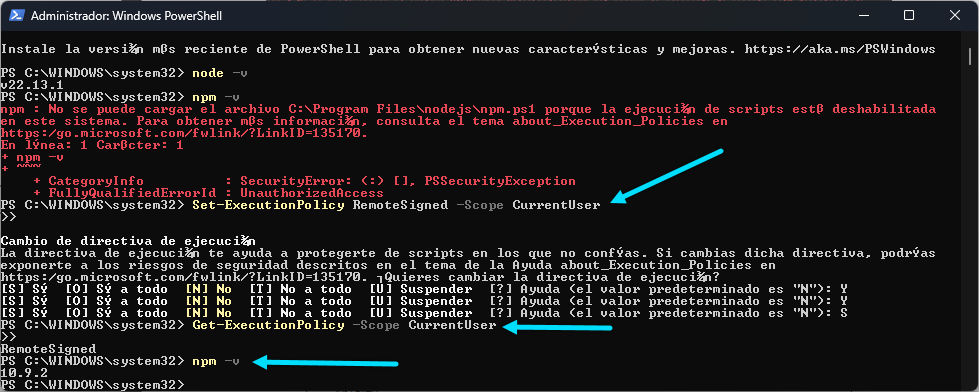 Administrador: Windows PowerShell
Instale la versi¾n mßs reciente de PowerShell para obtener nuevas caracterÝsticas y mejoras. https://aka.ms/PSWindows
PS C:\WINDOWS\system32> node -v
v22.13.1
PS C:\WINDOWS\system32> npm -v
npm : No se puede cargar el archivo C:\Program Files\nodejs\npm.ps1 porque la ejecuci¾n de scripts estß deshabilitada
en este sistema. Para obtener mßs informaci¾n, consulta el tema about_Execution_Policies en
https:/go.microsoft.com/fwlink/?LinkID=135170.
En lÝnea: 1 Carßcter: 1
+ npm -v
+ ~~~
+ CategoryInfo : SecurityError: (:) [], PSSecurityException
+ FullyQualifiedErrorId : UnauthorizedAccess
PS C:\WINDOWS\system32> Set-ExecutionPolicy RemoteSigned -Scope CurrentUser
>>
Cambio de directiva de ejecuci¾n
La directiva de ejecuci¾n te ayuda a protegerte de scripts en los que no confÝas. Si cambias dicha directiva, podrÝas
exponerte a los riesgos de seguridad descritos en el tema de la Ayuda about_Execution_Policies en
https:/go.microsoft.com/fwlink/?LinkID=135170. ¿Quieres cambiar la directiva de ejecuci¾n?
[S] SÝ [O] SÝ a todo [N] No [T] No a todo [U] Suspender [?] Ayuda (el valor predeterminado es "N"): Y
[S] SÝ [O] SÝ a todo [N] No [T] No a todo [U] Suspender [?] Ayuda (el valor predeterminado es "N"): Y
[S] SÝ [O] SÝ a todo [N] No [T] No a todo [U] Suspender [?] Ayuda (el valor predeterminado es "N"): S
PS C:\WINDOWS\system32> Get-ExecutionPolicy -Scope CurrentUser
>>
RemoteSigned
PS C:\WINDOWS\system32> npm -v
10.9.2
PS C:\WINDOWS\system32>